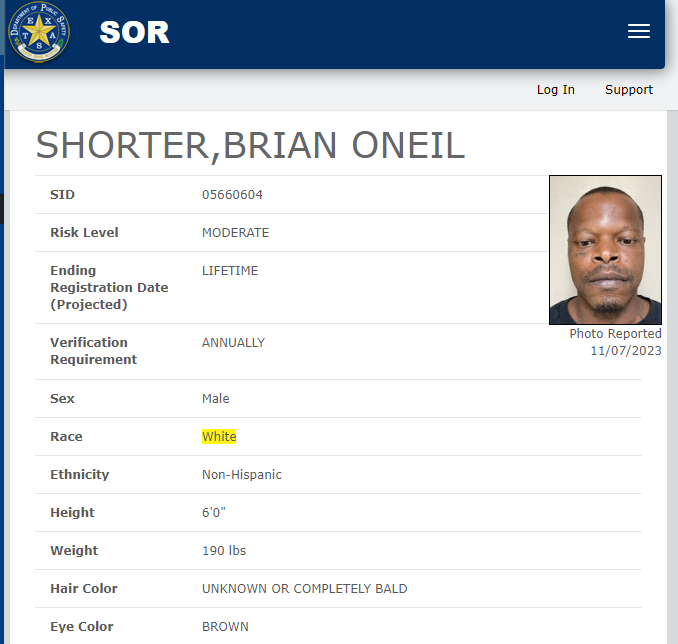 DEPARTMENT OF PUBLIC SAFETY
TEXAS
SOR
Log In Support
SHORTER,BRIAN ONEIL
SID 05660604
Risk Level MODERATE
Ending
Registration Date
(Projected) LIFETIME
Verification
Requirement ANNUALLY
Photo Reported
11/07/2023
Sex Male
Race White
Ethnicity Non-Hispanic
Height 6'0"
Weight 190 lbs
Hair Color UNKNOWN OR COMPLETELY BALD
Eye Color BROWN